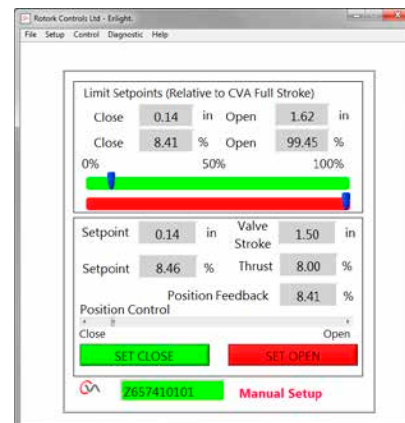 Rotork Controls Ltd - Enlight.
File Setup Control Diagnostic Help
Limit Setpoints (Relative to CVA Full Stroke)
Close 0.14 in Open 1.62 in
Close 8.41 % Open 99.45 %
0% 50% 100%
Setpoint 0.14 in Valve Stroke 1.50 in
Setpoint 8.46 % Thrust 8.00 %
Position Feedback 8.41 %
Position Control
Close Open
SET CLOSE SET OPEN
Z657410101 Manual Setup